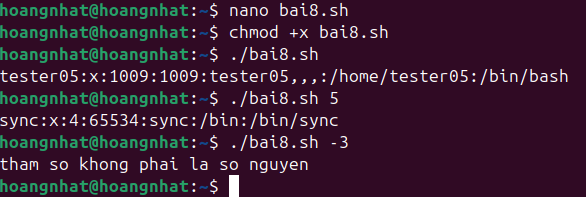 hoangnhat@hoangnhat:~$ nano bai8.sh
hoangnhat@hoangnhat:~$ chmod +x bai8.sh
hoangnhat@hoangnhat:~$ ./bai8.sh
tester05:x:1009:1009:tester05,,,:/home/tester05:/bin/bash
hoangnhat@hoangnhat:~$ ./bai8.sh 5
sync:x:4:65534:sync:/bin:/bin/sync
hoangnhat@hoangnhat:~$ ./bai8.sh -3
tham so khong phai la so nguyen
hoangnhat@hoangnhat:~$